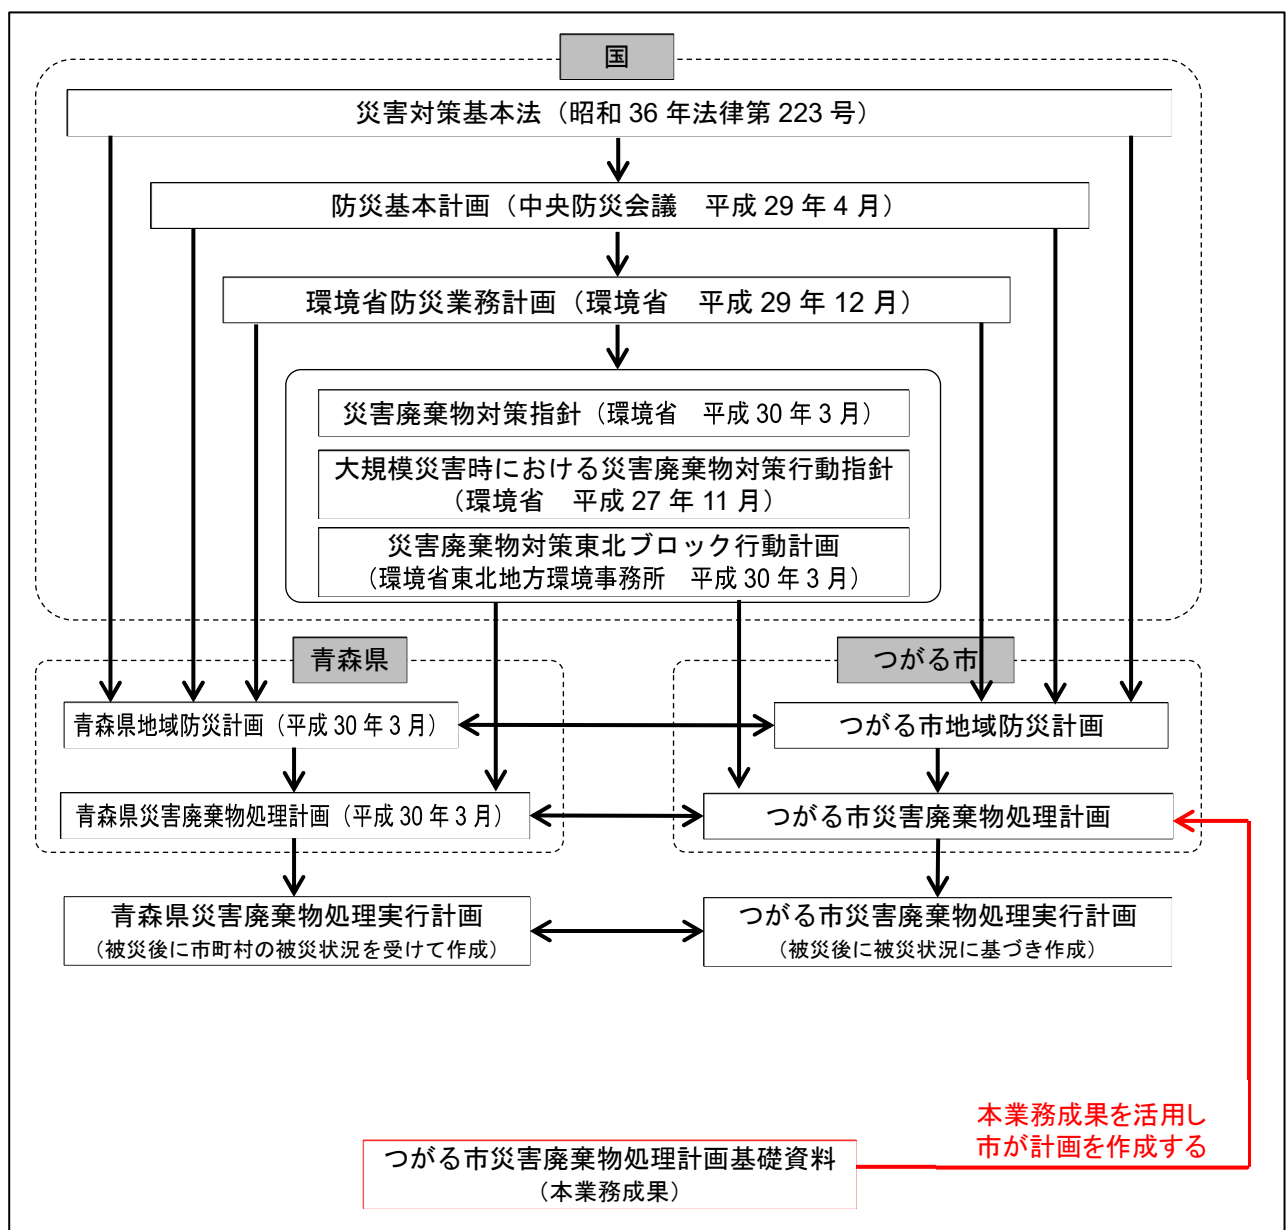 国
災害対策基本法（昭和 36 年法律第 223 号）
防災基本計画（中央防災会議　平成 29 年 4 月）
環境省防災業務計画（環境省　平成 29 年 12 月）
災害廃棄物対策指針（環境省　平成 30 年 3 月）
大規模災害時における災害廃棄物対策行動指針
（環境省　平成 27 年 11 月）
災害廃棄物対策東北ブロック行動計画
（環境省東北地方環境事務所　平成 30 年 3 月）
青森県
つがる市
青森県地域防災計画（平成 30 年 3 月）
つがる市地域防災計画
青森県災害廃棄物処理計画（平成 30 年 3 月）
つがる市災害廃棄物処理計画
青森県災害廃棄物処理実行計画
（被災後に市町村の被災状況を受けて作成）
つがる市災害廃棄物処理実行計画
（被災後に被災状況に基づき作成）
本業務成果を活用し
市が計画を作成する
つがる市災害廃棄物処理計画基礎資料
（本業務成果）